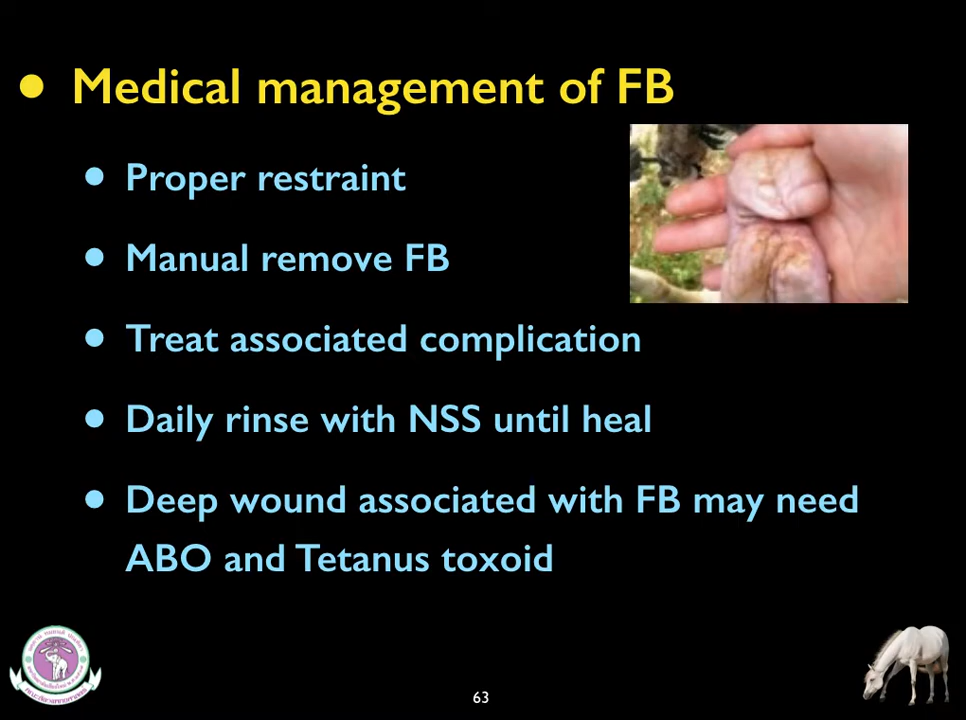 Medical management of FB
Proper restraint
Manual remove FB
Treat associated complication
Daily rinse with NSS until heal
Deep wound associated with FB may need
ABO and Tetanus toxoid
63